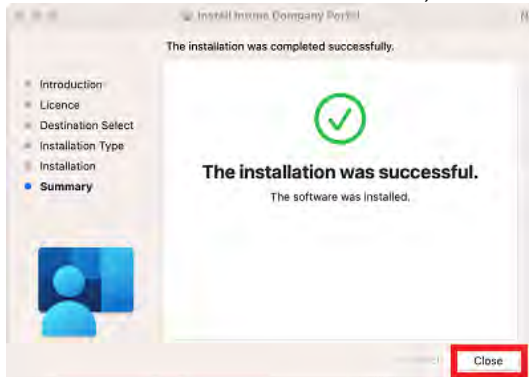 Install Intune Company Portal
The installation was completed successfully.
Introduction
Licence
Destination Select
Installation Type
Installation
Summary
The installation was successful.
The software was installed.
Close